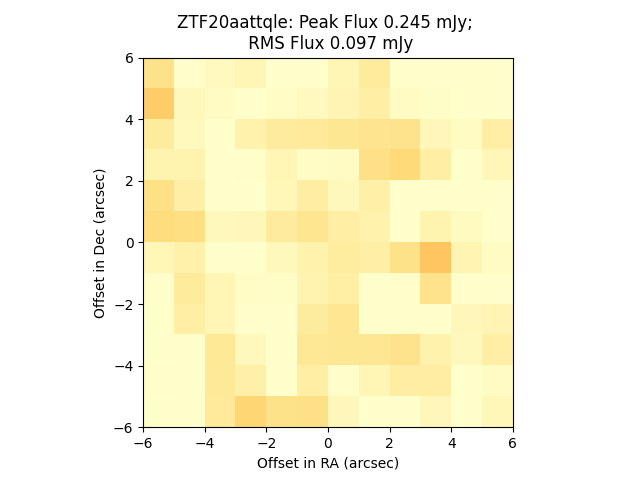 ZTF20aattqle: Peak Flux 0.245 mJy;
RMS Flux 0.097 mJy
6
4
2
0
−2
−4
−6
Offset in Dec (arcsec)
−6 −4 −2 0 2 4 6
Offset in RA (arcsec)